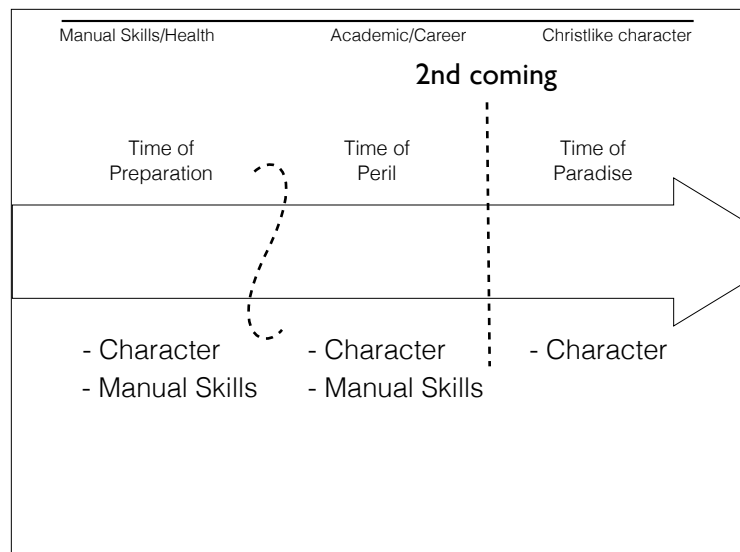 Manual Skills/Health Academic/Career Christlike character
2nd coming
Time of Preparation
Time of Peril
Time of Paradise
- Character
- Manual Skills
- Character
- Manual Skills
- Character